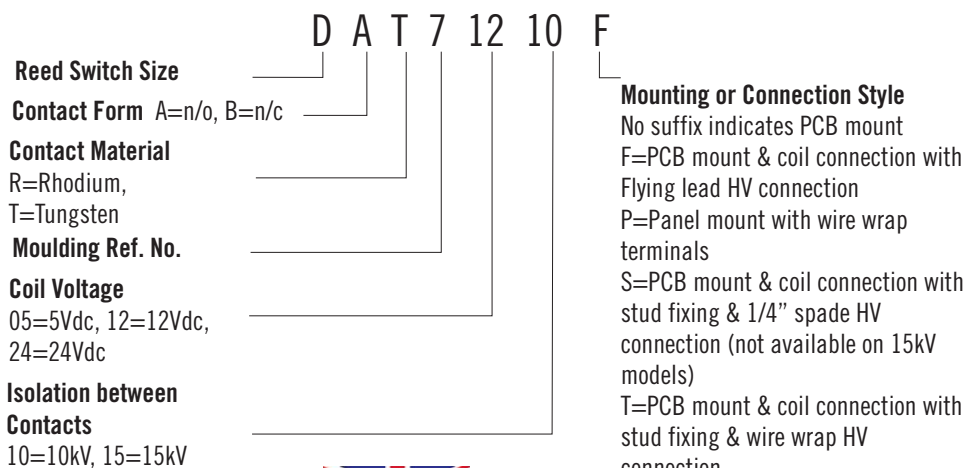 D A T 7 12 10 F
Reed Switch Size
Contact Form A=n/o, B=n/c
Contact Material
R=Rhodium,
T=Tungsten
Moulding Ref. No.
Coil Voltage
05=5Vdc, 12=12Vdc,
24=24Vdc
Isolation between
Contacts
10=10kV, 15=15kV
Mounting or Connection Style
No suffix indicates PCB mount
F=PCB mount & coil connection with
Flying lead HV connection
P=Panel mount with wire wrap
terminals
S=PCB mount & coil connection with
stud fixing & 1/4” spade HV
connection (not available on 15kV
models)
T=PCB mount & coil connection with
stud fixing & wire wrap HV
connection